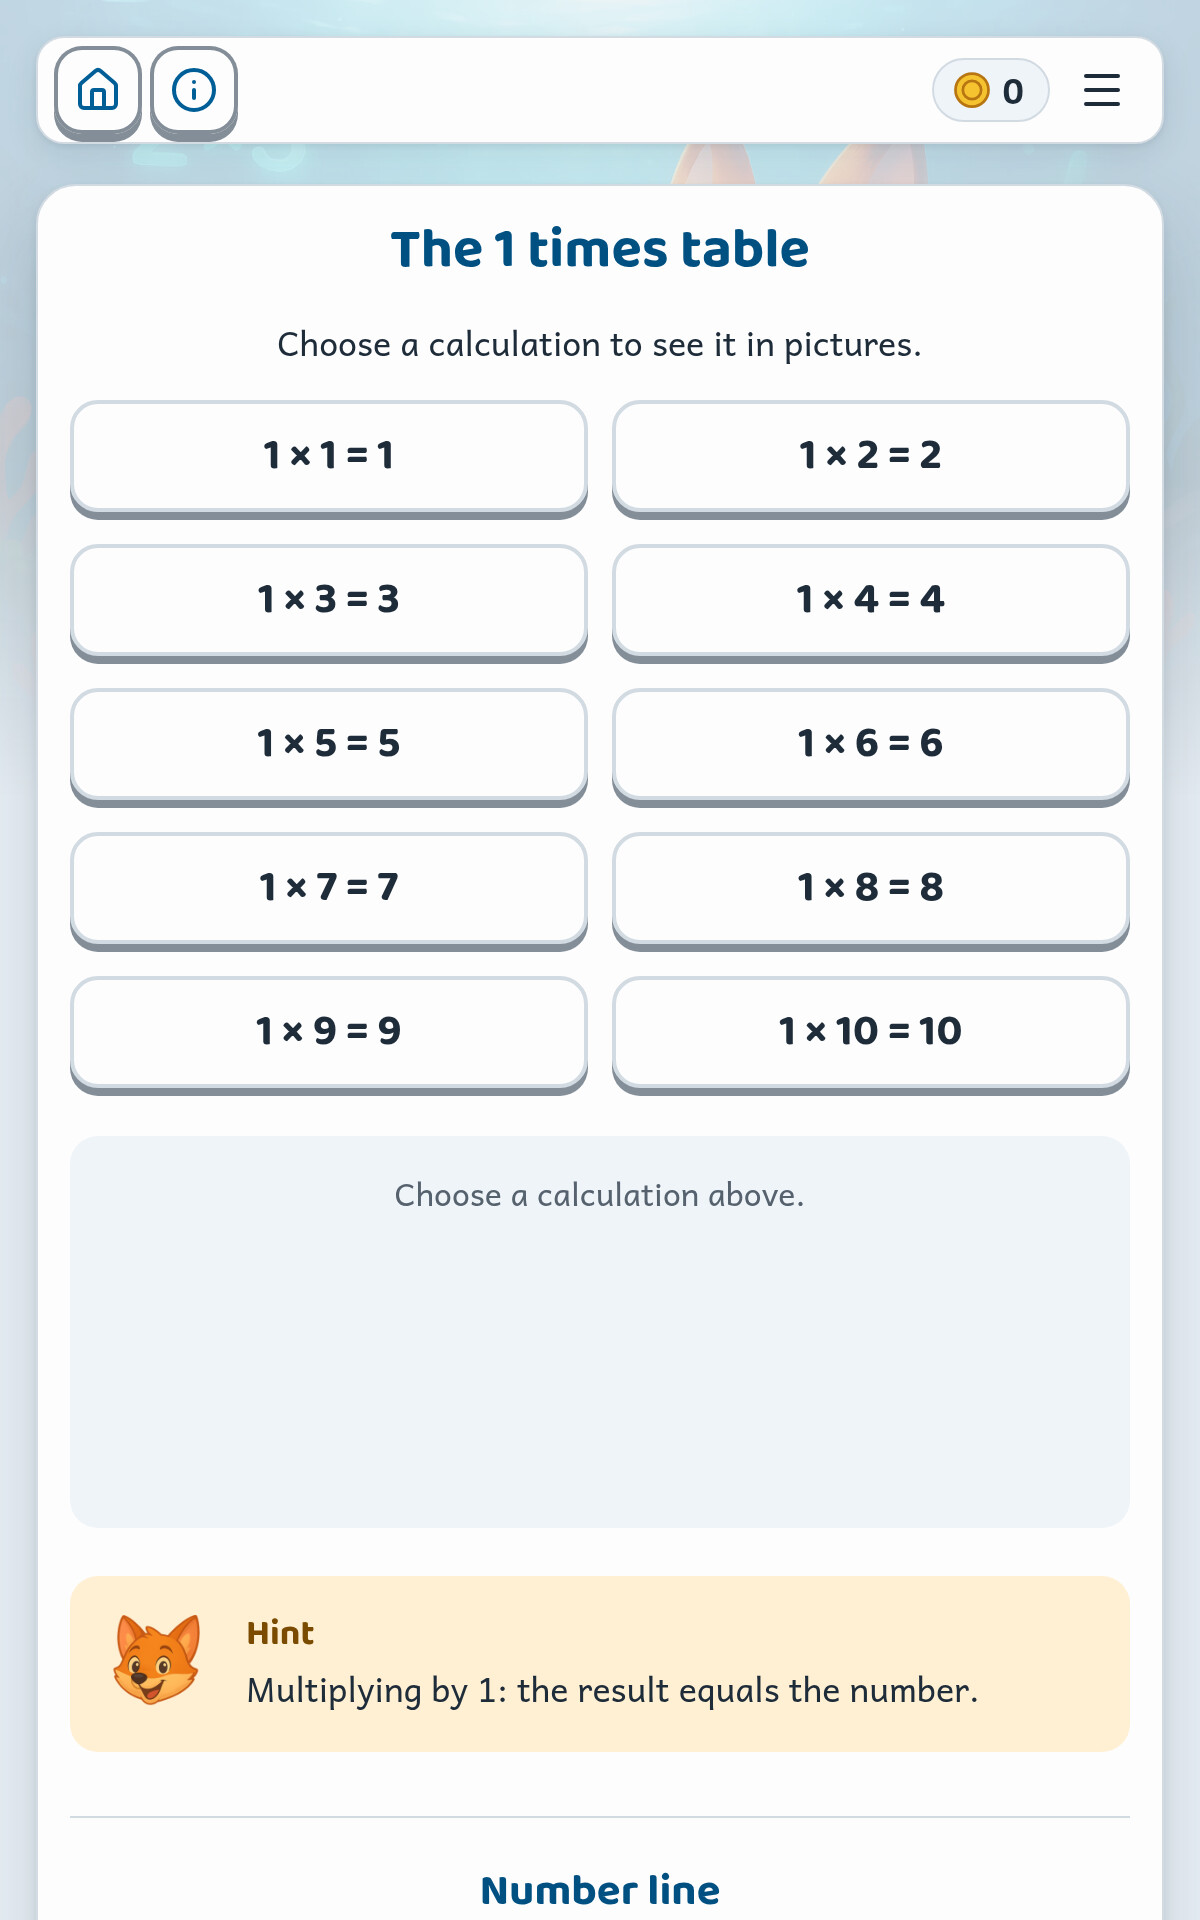 0
The 1 times table
Choose a calculation to see it in pictures.
1 × 1 = 1
1 × 2 = 2
1 × 3 = 3
1 × 4 = 4
1 × 5 = 5
1 × 6 = 6
1 × 7 = 7
1 × 8 = 8
1 × 9 = 9
1 × 10 = 10
Choose a calculation above.
Hint
Multiplying by 1: the result equals the number.
Number line